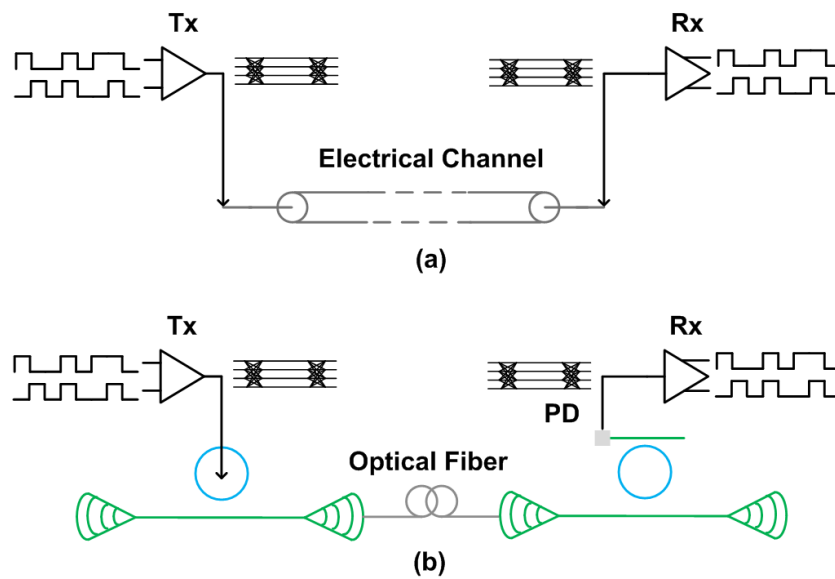 Tx
Rx
Electrical Channel
(a)
Tx
Rx
PD
Optical Fiber
(b)